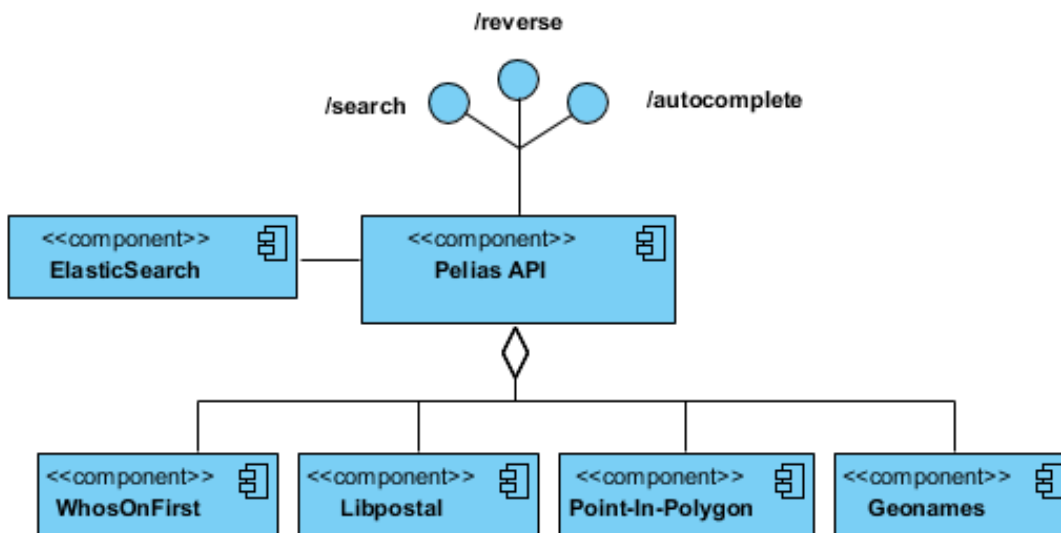 /reverse
/search
/autocomplete
<<component>>
ElasticSearch
<<component>>
Pelias API
<<component>>
WhosOnFirst
<<component>>
Libpostal
<<component>>
Point-In-Polygon
<<component>>
Geonames